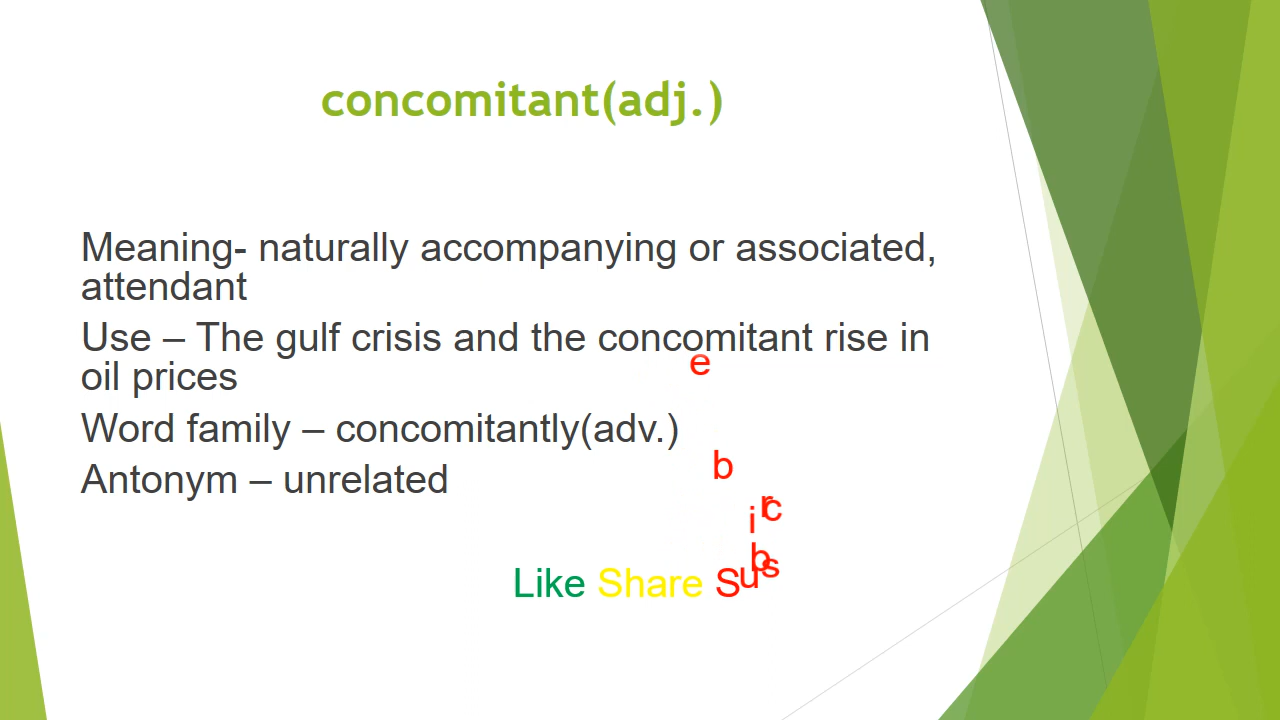 concomitant(adj.)
Meaning- naturally accompanying or associated,
attendant
Use – The gulf crisis and the concomitant rise in
oil prices
Word family – concomitantly(adv.)
Antonym – unrelated
Like Share Subscribe